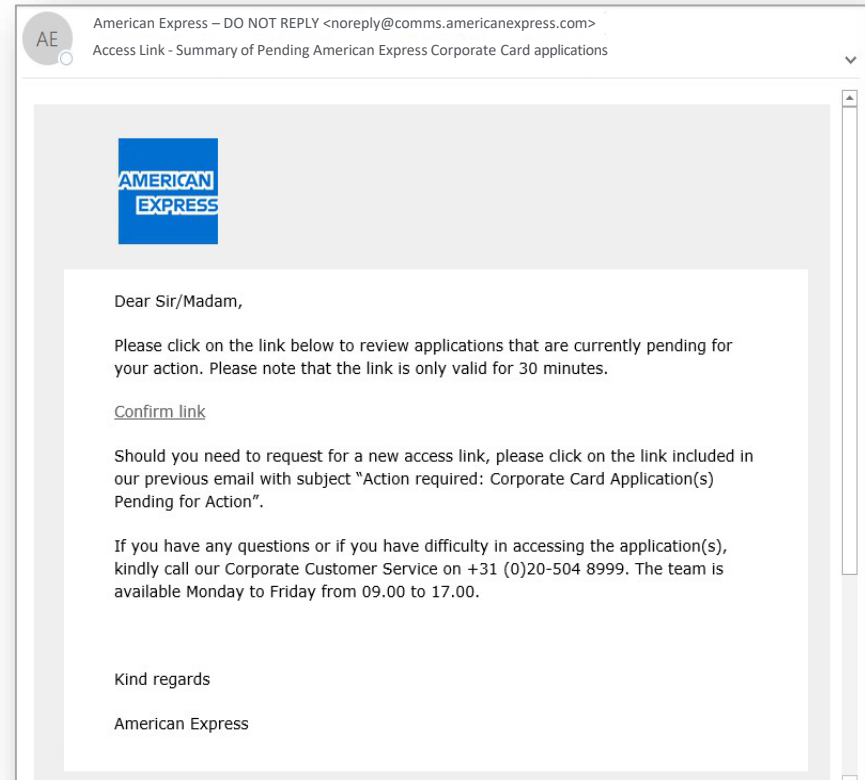 AE
American Express – DO NOT REPLY <noreply@comms.americanexpress.com>
Access Link - Summary of Pending American Express Corporate Card applications
AMERICAN
EXPRESS
Dear Sir/Madam,
Please click on the link below to review applications that are currently pending for
your action. Please note that the link is only valid for 30 minutes.
Confirm link
Should you need to request for a new access link, please click on the link included in
our previous email with subject “Action required: Corporate Card Application(s)
Pending for Action”.
If you have any questions or if you have difficulty in accessing the application(s),
kindly call our Corporate Customer Service on +31 (0)20-504 8999. The team is
available Monday to Friday from 09.00 to 17.00.
Kind regards
American Express